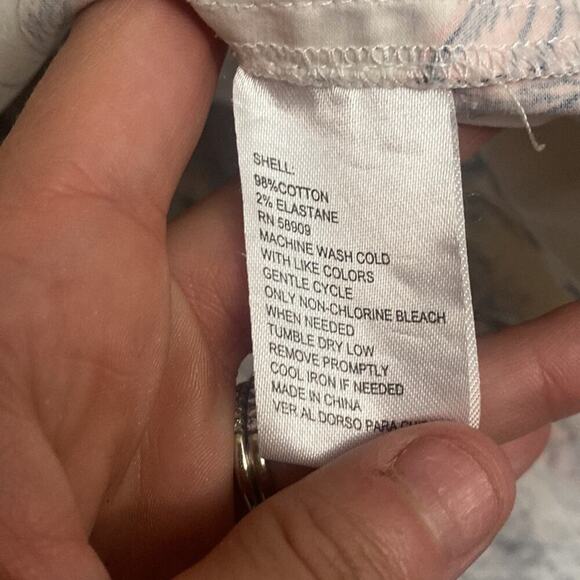 SHELL:
98%COTTON
2% ELASTANE
RN 58909
MACHINE WASH COLD
WITH LIKE COLORS
GENTLE CYCLE
ONLY NON-CHLORINE BLEACH
WHEN NEEDED
TUMBLE DRY LOW
REMOVE PROMPTLY
COOL IRON IF NEEDED
MADE IN CHINA
VER AL DORSO PARA